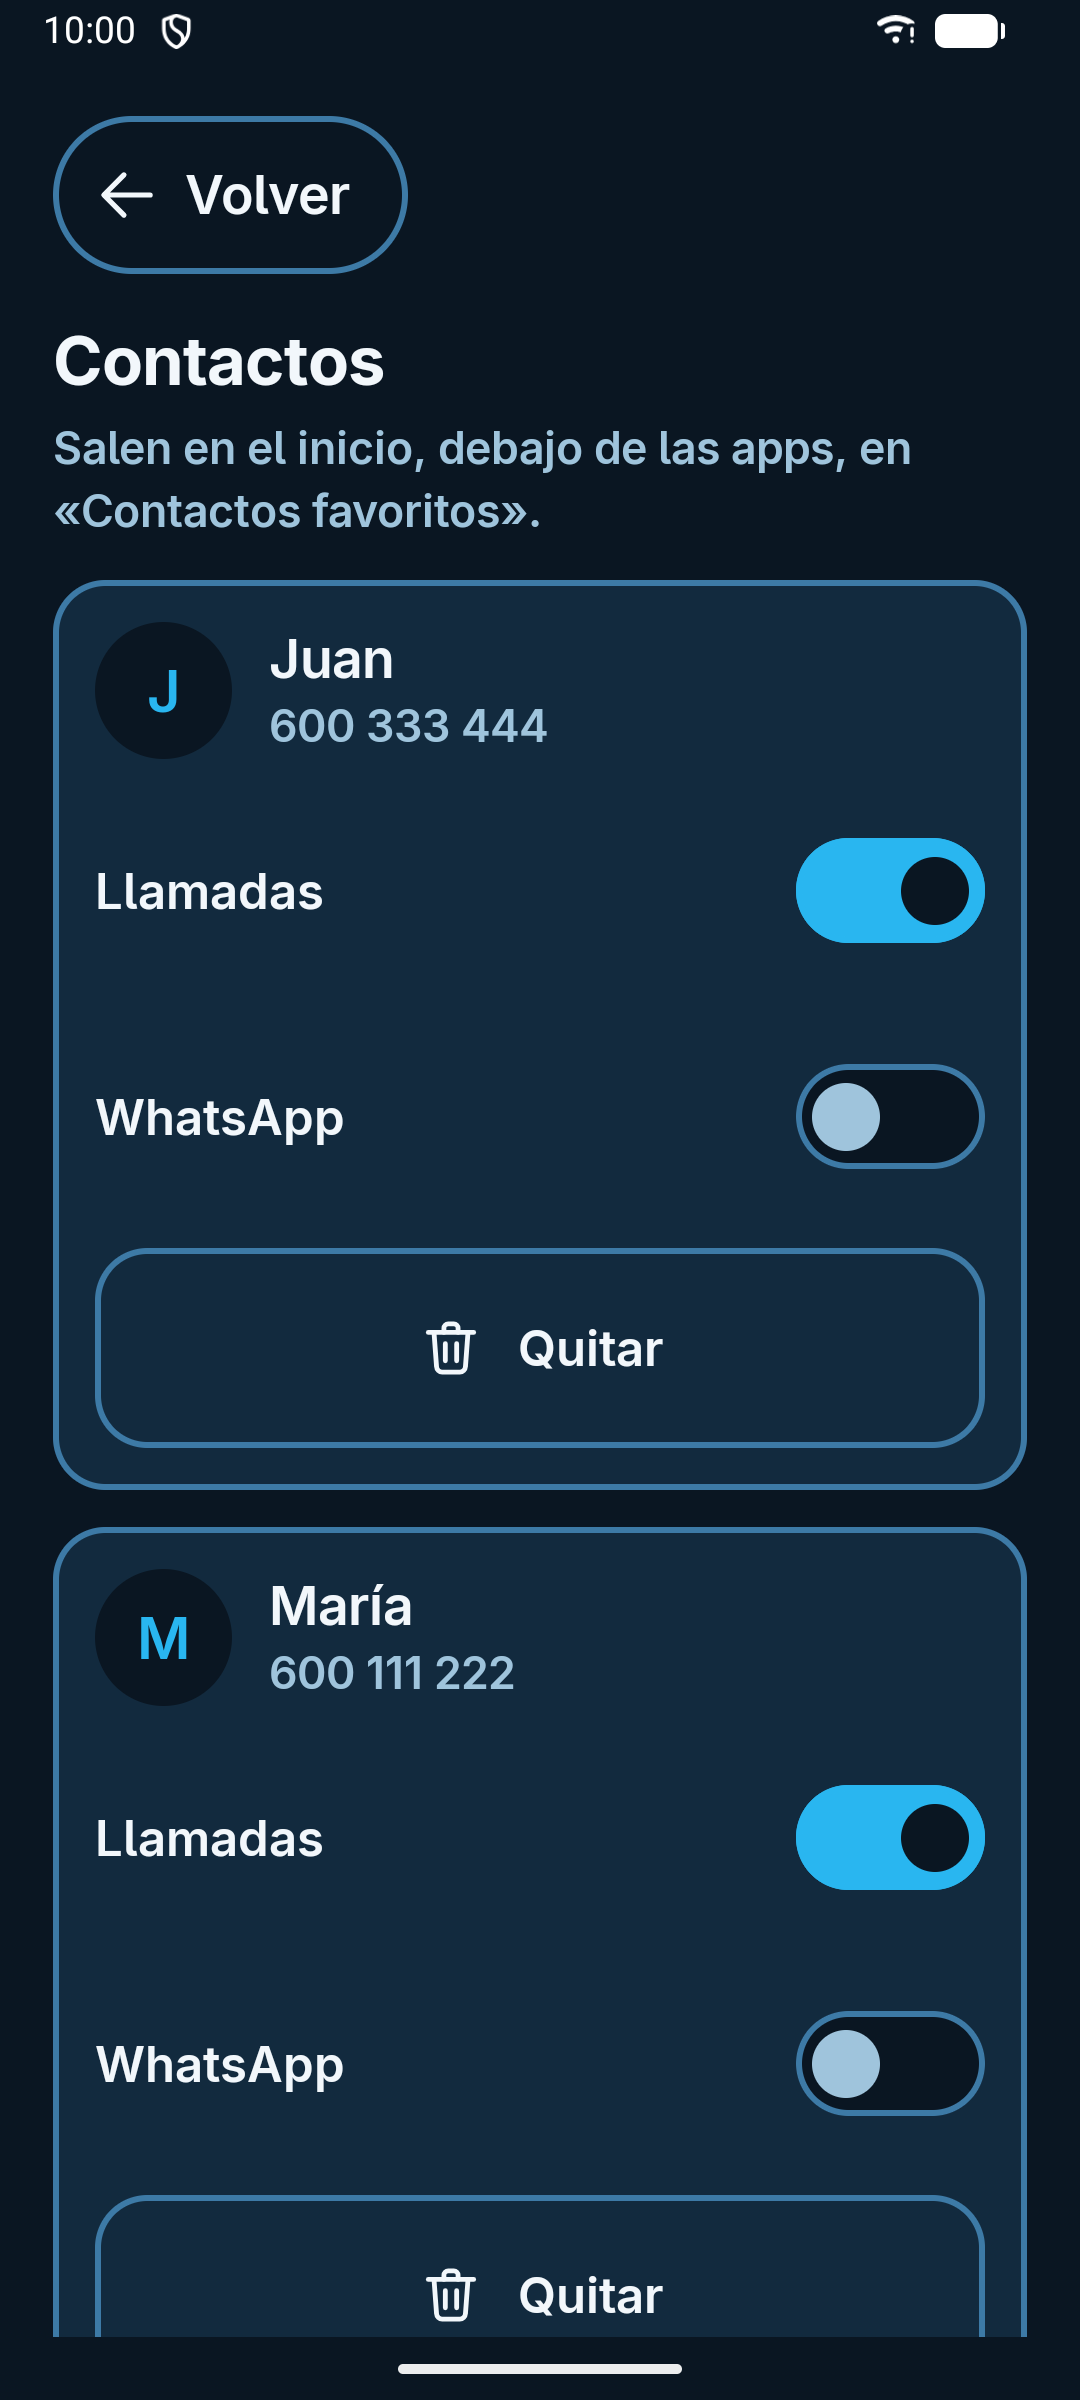 10:00
Volver
Contactos
Salen en el inicio, debajo de las apps, en
«Contactos favoritos».
J
Juan
600 333 444
Llamadas
WhatsApp
Quitar
M
María
600 111 222
Llamadas
WhatsApp
Quitar